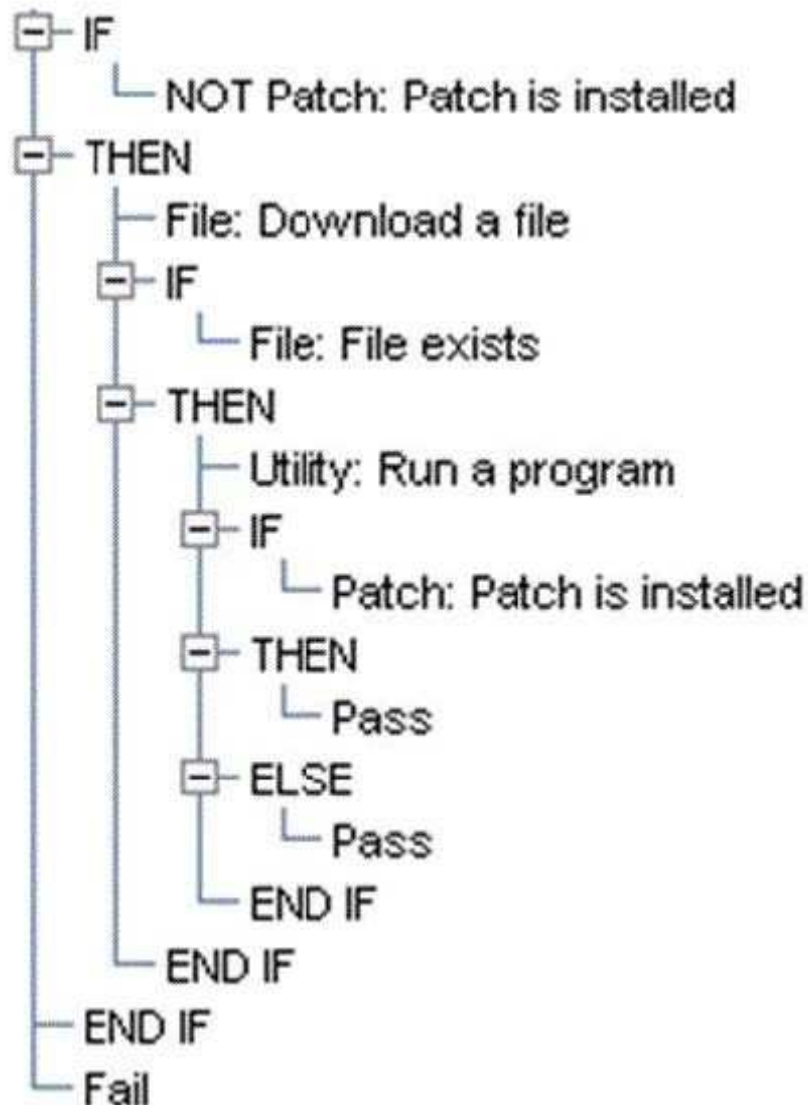 IF
NOT Patch: Patch is installed
THEN
File: Download a file
IF
File: File exists
THEN
Utility: Run a program
IF
Patch: Patch is installed
THEN
Pass
ELSE
Pass
END IF
END IF
END IF
Fail